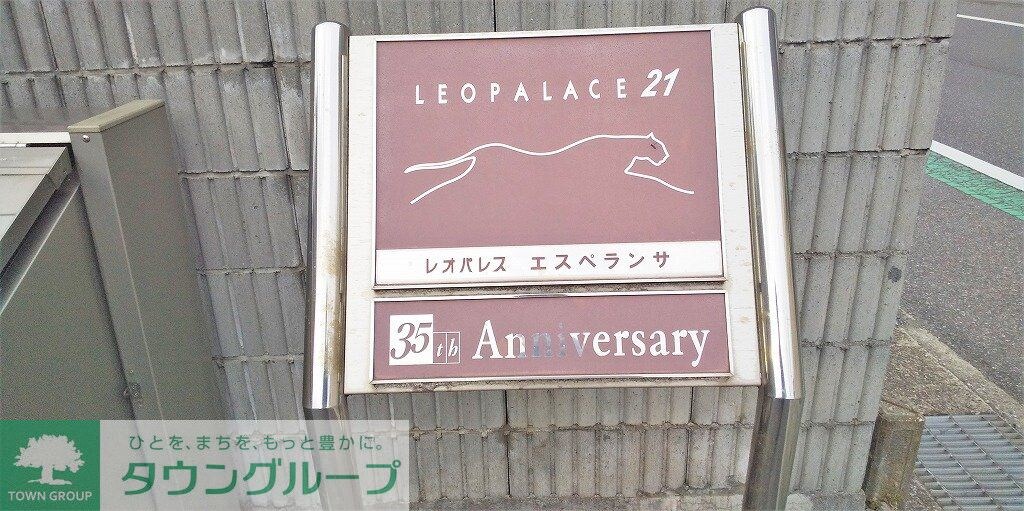 LEOPALACE 21
レオパレス エスペランサ
35th Anniversary
ひとを、まちを、もっと豊かに。
タウングループ
TOWN GROUP